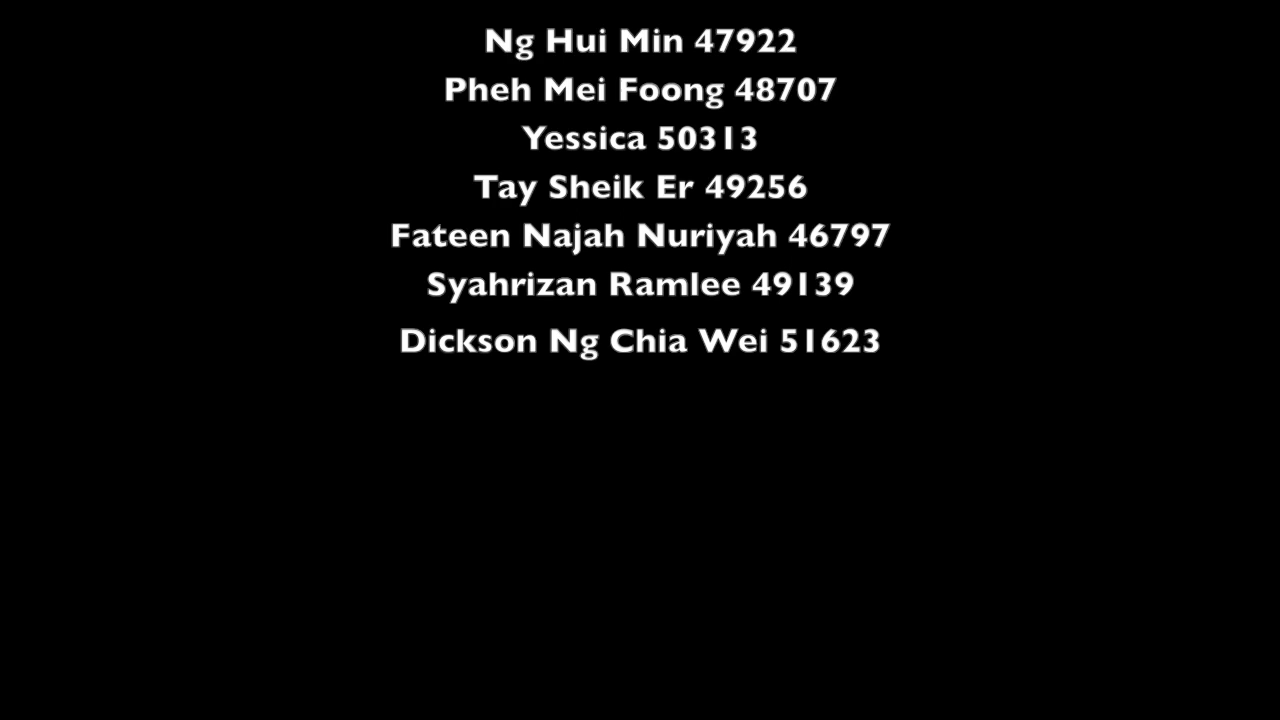 Ng Hui Min 47922
Pheh Mei Foong 48707
Yessica 50313
Tay Sheik Er 49256
Fateen Najah Nuriyah 46797
Syahrizan Ramlee 49139
Dickson Ng Chia Wei 51623